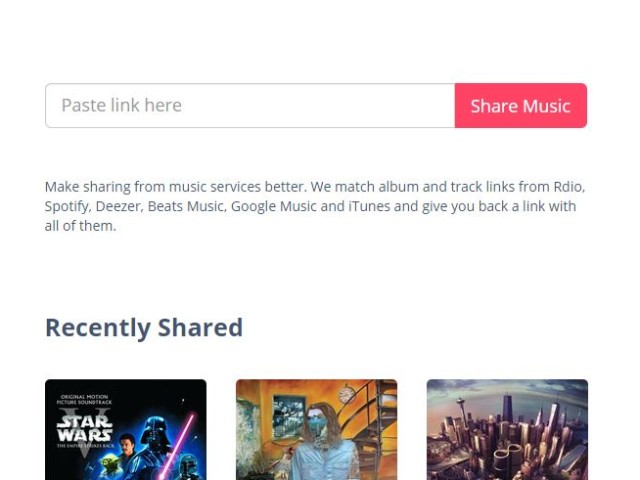 Paste link here
Share Music
Make sharing from music services better. We match album and track links from Rdio,
Spotify, Deezer, Beats Music, Google Music and iTunes and give you back a link with
all of them.
Recently Shared
ORIGINAL MOTION
PICTURE SOUNDTRACK
V
STAR
WARS
THE EMPIRE STRIKES BACK